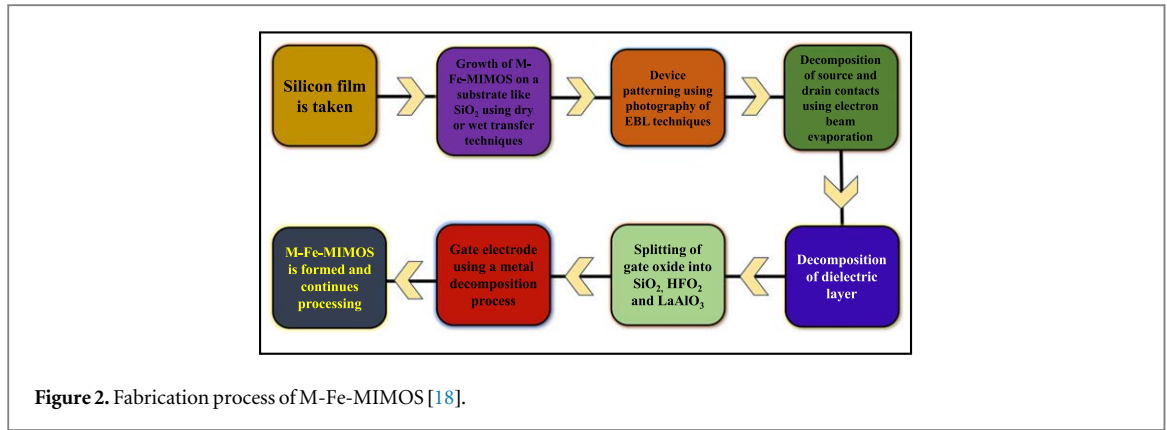 Silicon film
is taken
Growth of M-
Fe-MIMOS on a
substrate like
SiO₂ using dry
or wet transfer
techniques
Device
patterning using
photography of
EBL techniques
Decomposition
of source and
drain contacts
using electron
beam
evaporation
Decomposition
of dielectric
layer
Splitting of
gate oxide into
SiO₂, HFO₂
and LaAlO₃
Gate electrode
using a metal
decomposition
process
M-Fe-MIMOS
is formed and
continues
processing
Figure 2. Fabrication process of M-Fe-MIMOS [18].